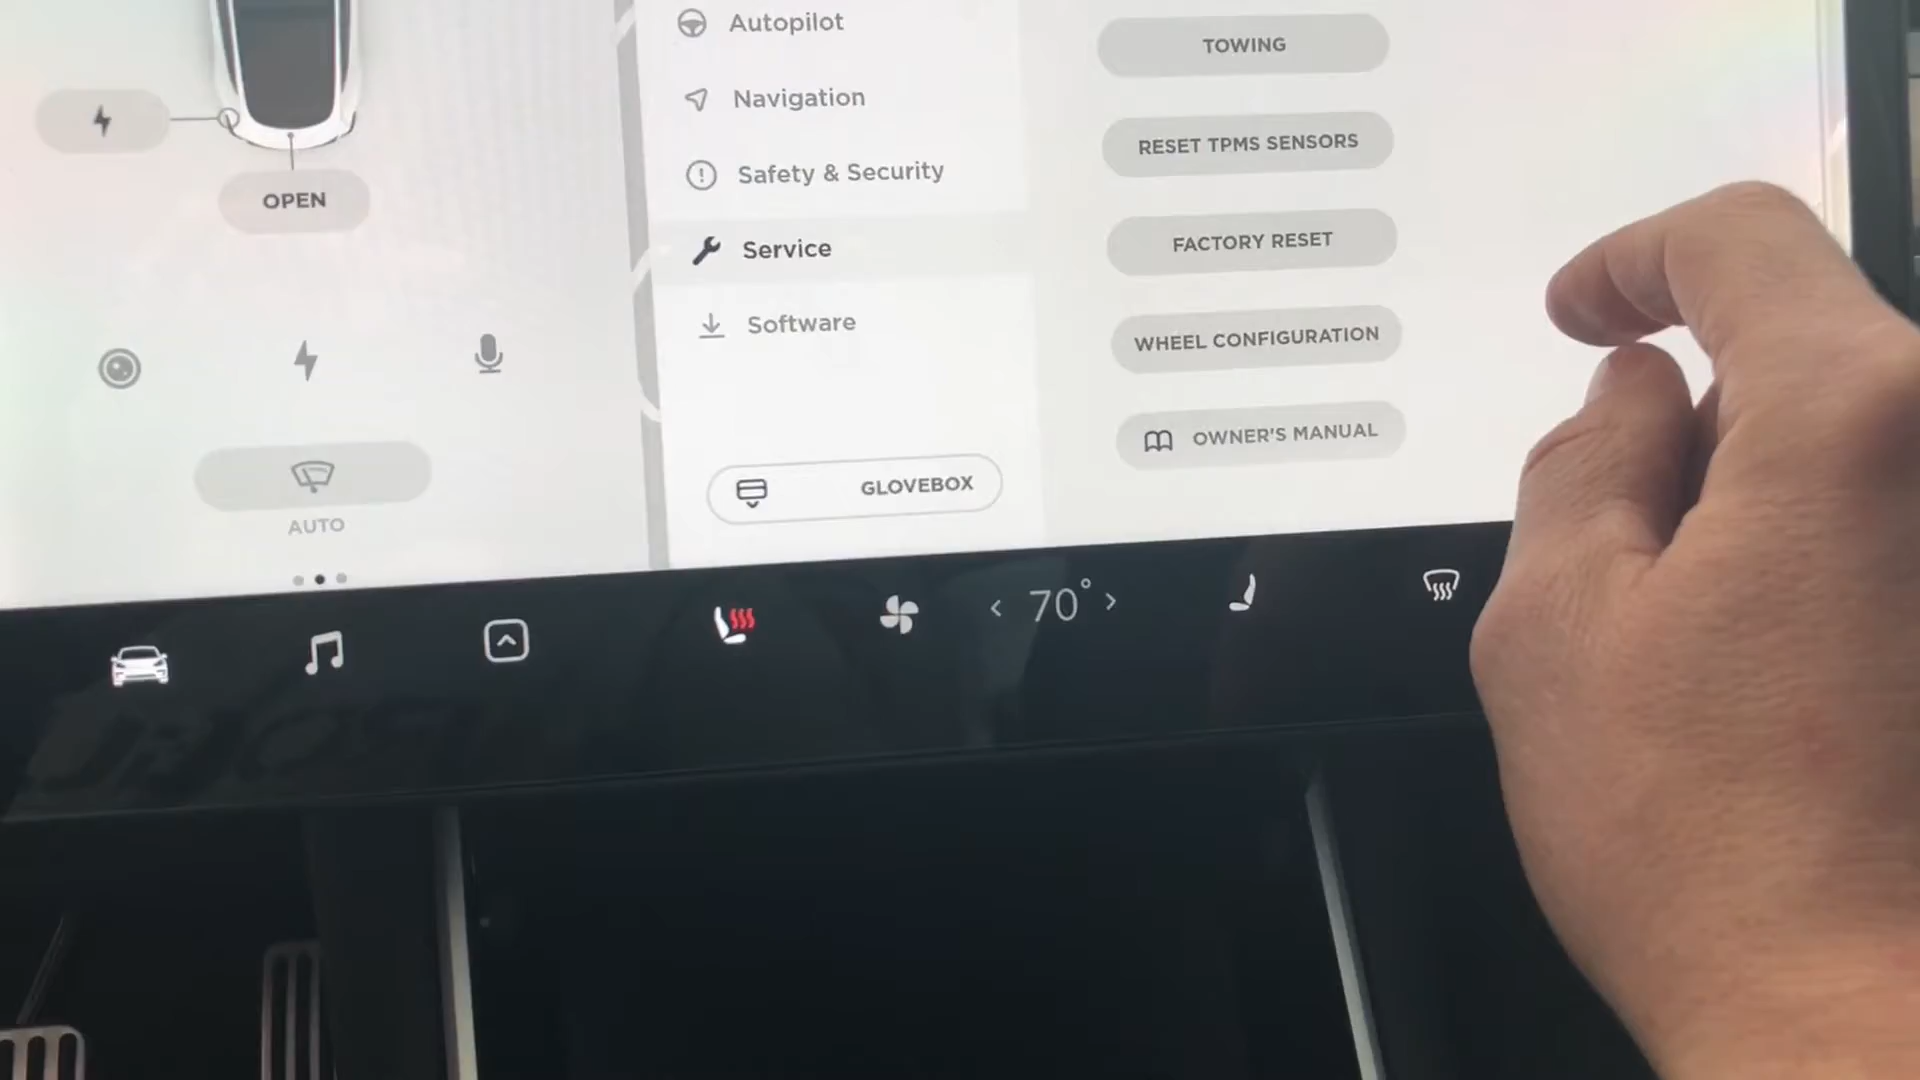 OPEN
AUTO
Autopilot
Navigation
Safety & Security
Service
Software
GLOVEBOX
TOWING
RESET TPMS SENSORS
FACTORY RESET
WHEEL CONFIGURATION
OWNER'S MANUAL
< 70° >